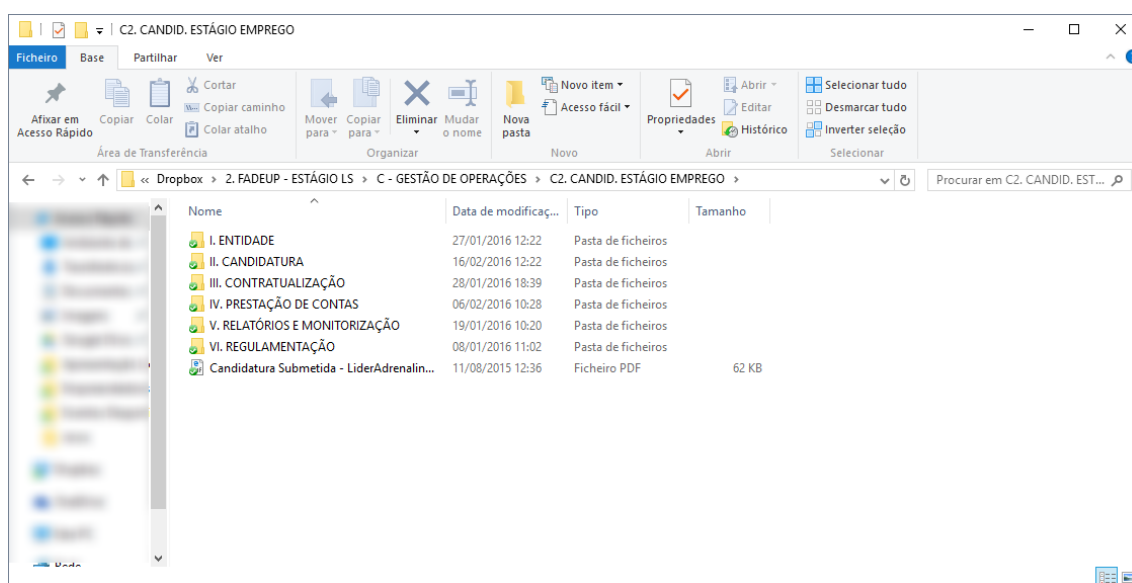 C2. CANDID. ESTÁGIO EMPREGO
Ficheiro Base Partilhar Ver
Afixar em Acesso Rápido
Copiar
Colar
Cortar
Copiar caminho
Colar atalho
Área de Transferência
Mover para
Copiar para
Eliminar
Mudar o nome
Organizar
Nova pasta
Novo item
Acesso fácil
Novo
Propriedades
Abrir
Editar
Histórico
Abrir
Selecionar tudo
Desmarcar tudo
Inverter seleção
Selecionar
« Dropbox > 2. FADEUP - ESTÁGIO LS > C - GESTÃO DE OPERAÇÕES > C2. CANDID. ESTÁGIO EMPREGO >
Procurar em C2. CANDID. EST...
Nome Data de modificaç... Tipo Tamanho
I. ENTIDADE 27/01/2016 12:22 Pasta de ficheiros
II. CANDIDATURA 16/02/2016 12:22 Pasta de ficheiros
III. CONTRATUALIZAÇÃO 28/01/2016 18:39 Pasta de ficheiros
IV. PRESTAÇÃO DE CONTAS 06/02/2016 10:28 Pasta de ficheiros
V. RELATÓRIOS E MONITORIZAÇÃO 19/01/2016 10:20 Pasta de ficheiros
VI. REGULAMENTAÇÃO 08/01/2016 11:02 Pasta de ficheiros
Candidatura Submetida - LiderAdrenalin... 11/08/2015 12:36 Ficheiro PDF 62 KB